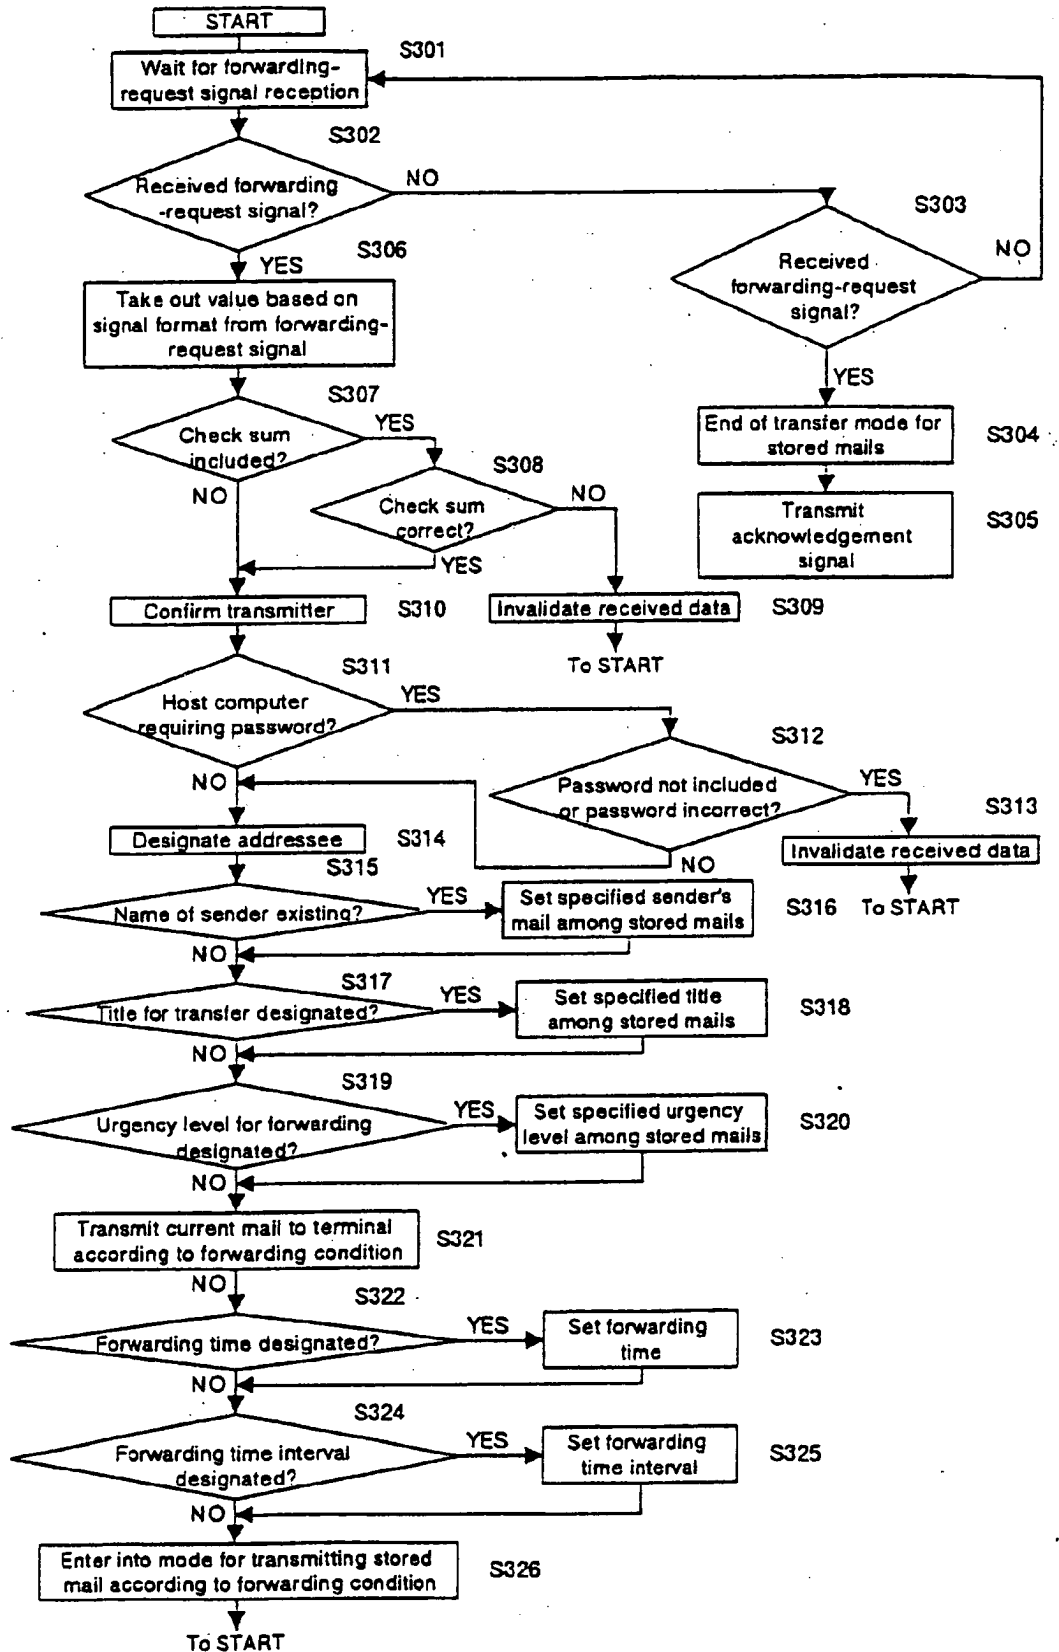 START
S301
Wait for forwarding-
request signal reception
S302
Received forwarding
-request signal?
NO
S303
Received
forwarding-request
signal?
NO
S306
YES
Take out value based on
signal format from forwarding-
request signal
YES
S307
Check sum
included?
YES
End of transfer mode for
stored mails
S304
NO
S308
Check sum
correct?
NO
Transmit
acknowledgement
signal
S305
YES
Confirm transmitter
S310
Invalidate received data
S309
To START
S311
Host computer
requiring password?
YES
S312
Password not included
or password incorrect?
YES
NO
S313
Designate addressee
S314
Invalidate received data
NO
S315
Name of sender existing?
YES
Set specified sender's
mail among stored mails
S316
To START
NO
S317
Title for transfer designated?
YES
Set specified title
among stored mails
S318
NO
S319
Urgency level for forwarding
designated?
YES
Set specified urgency
level among stored mails
S320
NO
Transmit current mail to terminal
according to forwarding condition
S321
NO
S322
Forwarding time designated?
YES
Set forwarding
time
S323
NO
S324
Forwarding time interval
designated?
YES
Set forwarding
time interval
S325
NO
Enter into mode for transmitting stored
mail according to forwarding condition
S326
To START